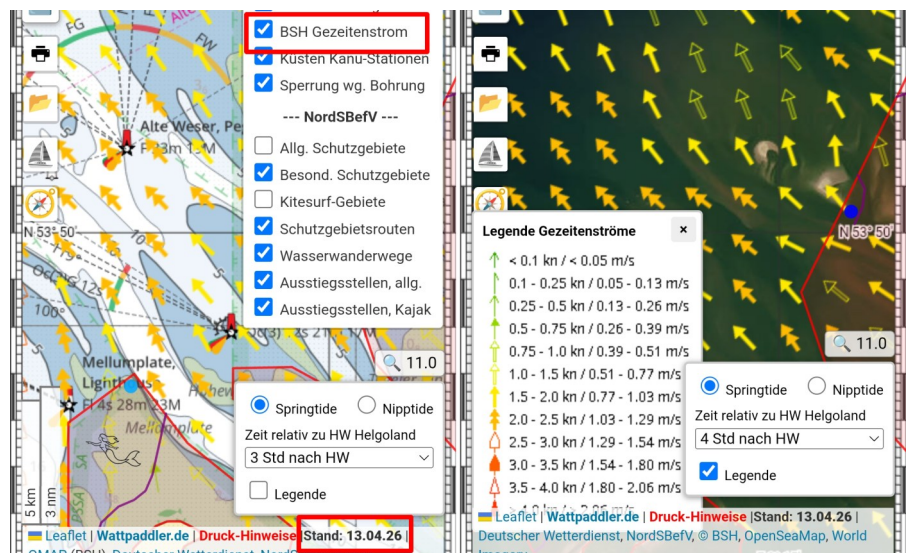 BSH Gezeitenstrom
Küsten Kanu-Stationen
Sperrung wg. Bohrung
--- NordSBefV ---
Allg. Schutzgebiete
Besond. Schutzgebiete
Kitesurf-Gebiete
Schutzgebietsrouten
Wasserwanderwege
Ausstiegsstellen, allg.
Ausstiegsstellen, Kajak
FG
FW
Alte Weser,
N 53° 50'
10
100°
Mellumplate,
Lighthouse
Fl 4s 28m 23M
Mellumplate
5 km
3 nm
11.0
Springtide
Nipptide
Zeit relativ zu HW Helgoland
3 Std nach HW
Legende
Leaflet | Wattpaddler.de | Druck-Hinweise |Stand: 13.04.26 |
N 53° 50'
Legende Gezeitenströme
×
< 0.1 kn / < 0.05 m/s
0.1 - 0.25 kn / 0.05 - 0.13 m/s
0.25 - 0.5 kn / 0.13 - 0.26 m/s
0.5 - 0.75 kn / 0.26 - 0.39 m/s
0.75 - 1.0 kn / 0.39 - 0.51 m/s
1.0 - 1.5 kn / 0.51 - 0.77 m/s
1.5 - 2.0 kn / 0.77 - 1.03 m/s
2.0 - 2.5 kn / 1.03 - 1.29 m/s
2.5 - 3.0 kn / 1.29 - 1.54 m/s
3.0 - 3.5 kn / 1.54 - 1.80 m/s
3.5 - 4.0 kn / 1.80 - 2.06 m/s
11.0
Springtide
Nipptide
Zeit relativ zu HW Helgoland
4 Std nach HW
Legende
Leaflet | Wattpaddler.de | Druck-Hinweise |Stand: 13.04.26 |
Deutscher Wetterdienst, NordSBefV, © BSH, OpenSeaMap, World